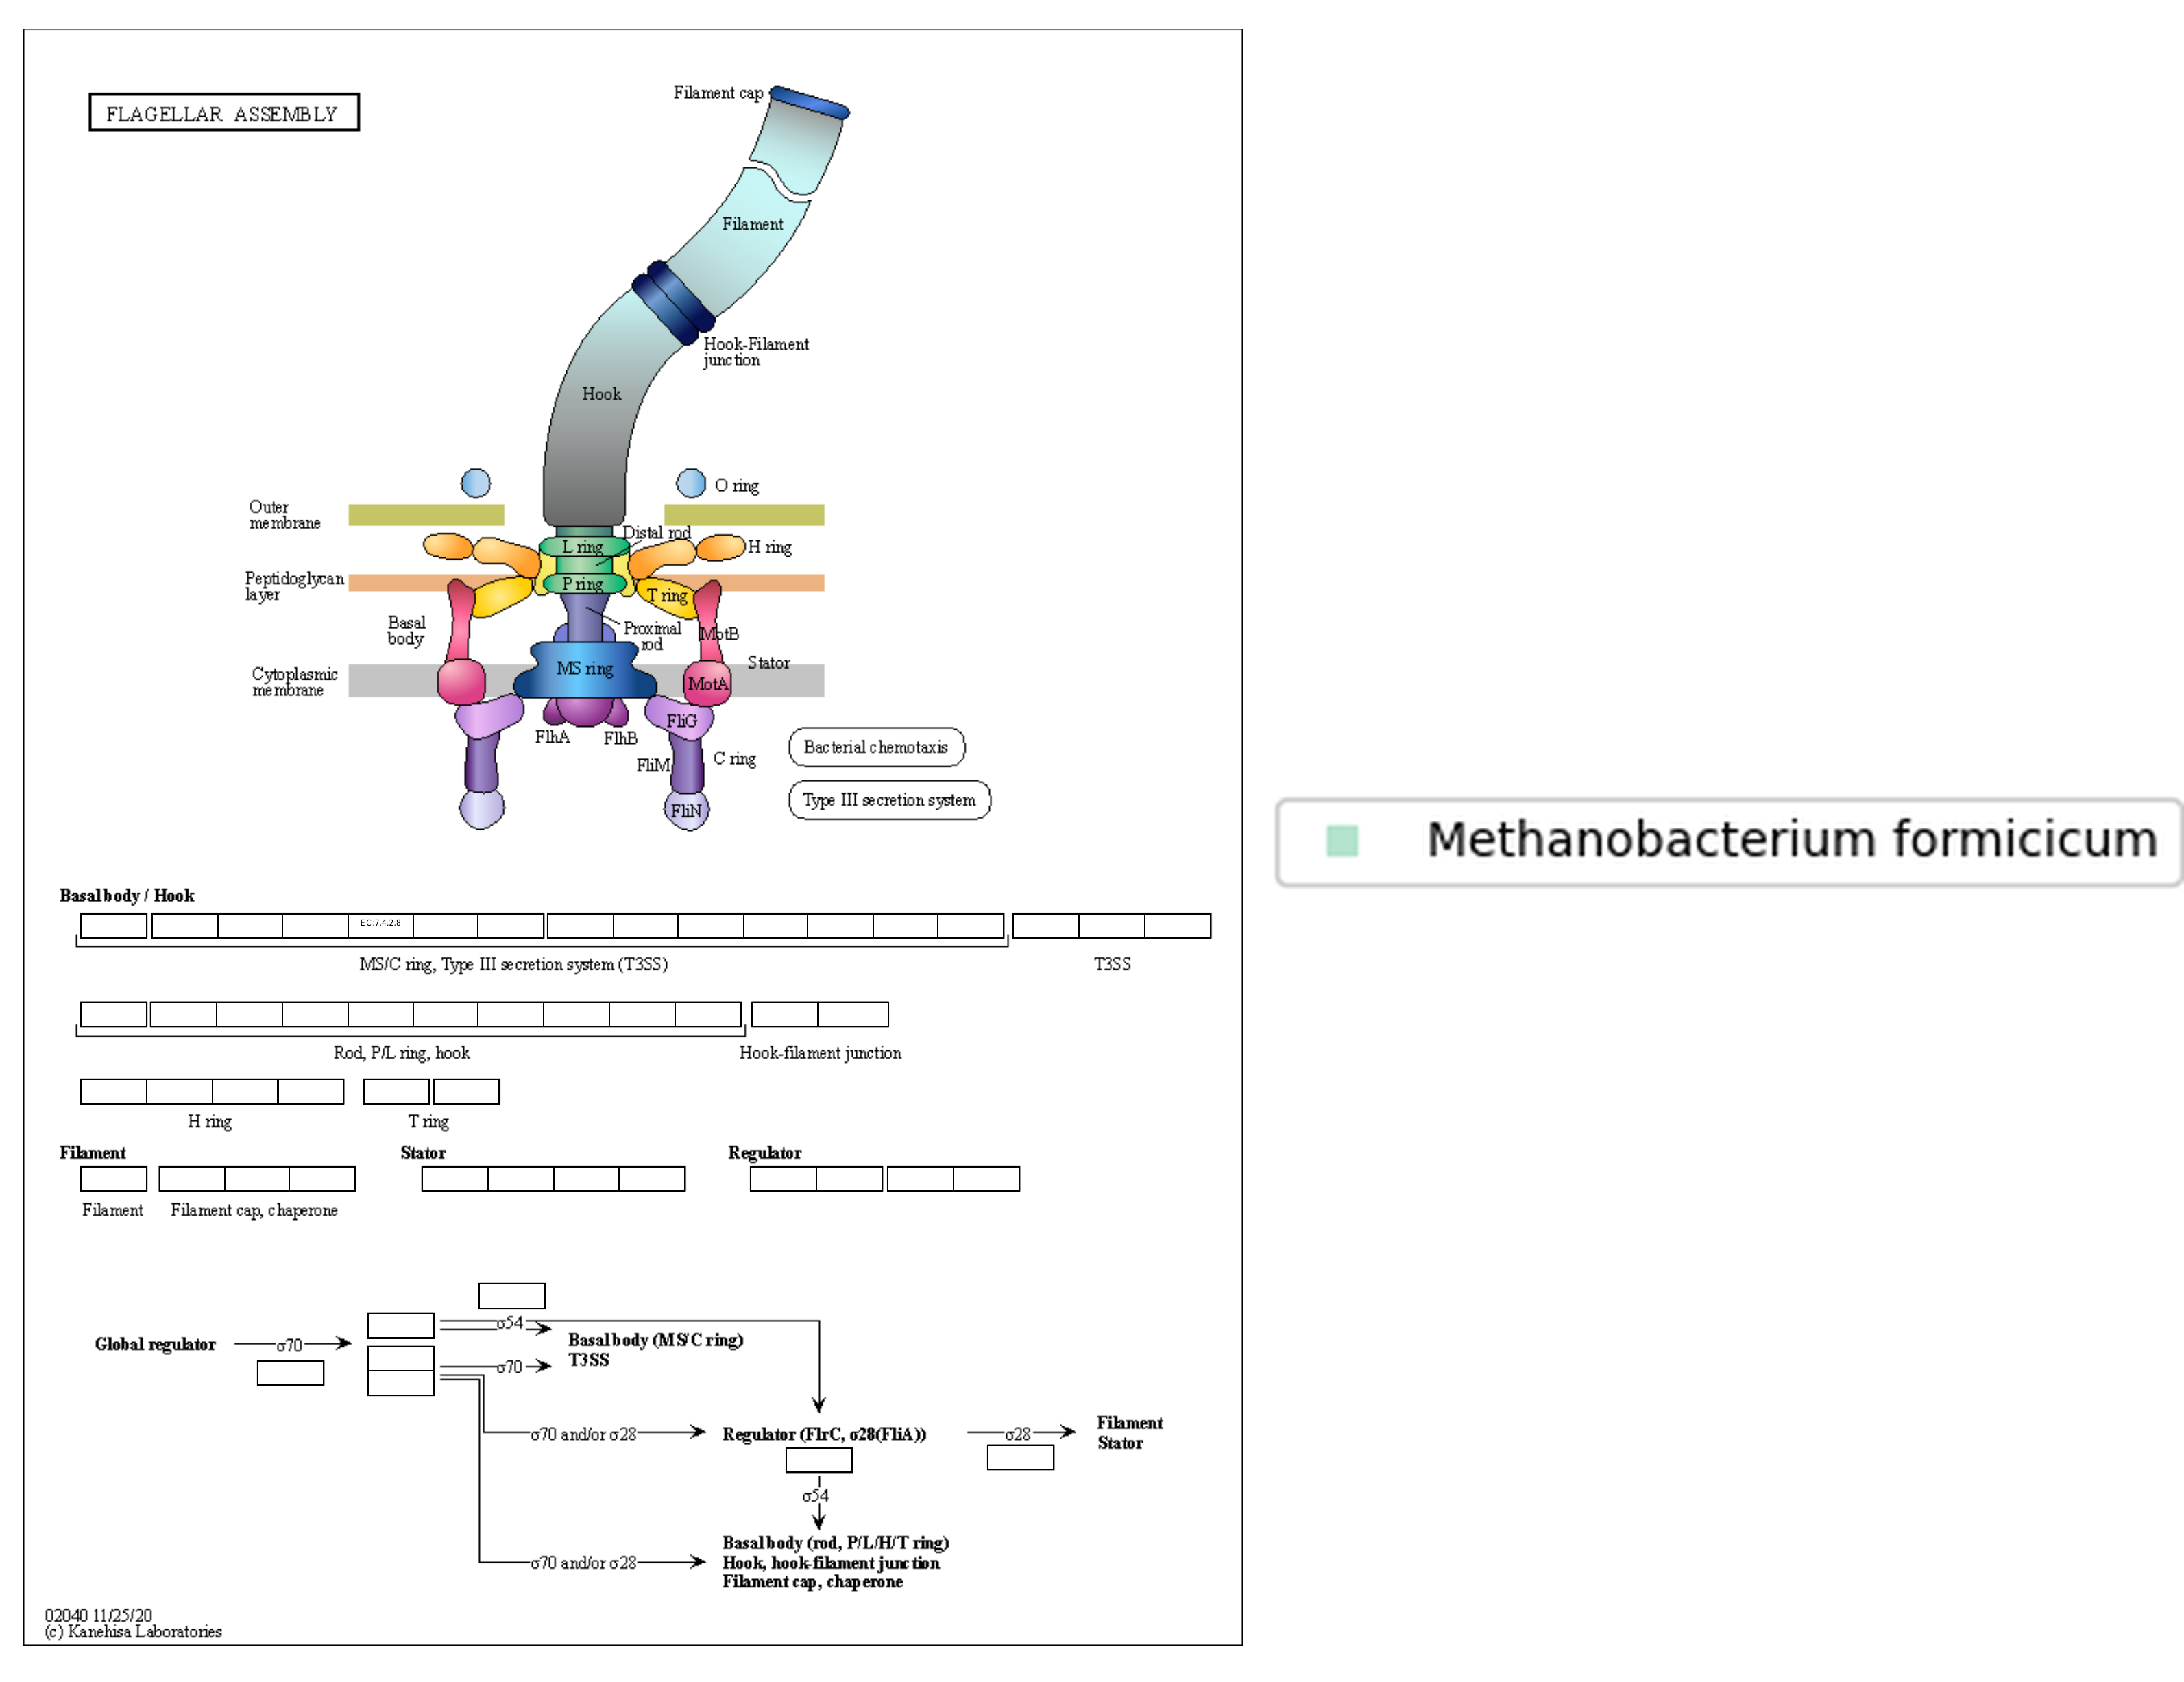 FLAGELLAR ASSEMBLY
Filament cap
Filament
Hook-Filament
junction
Hook
O ring
Outer
membrane
Distal rod
L ring
H ring
Peptidoglycan
layer
P ring
T ring
Basal
body
Proximal
rod
MotB
Stator
MS ring
Cytoplasmic
membrane
MotA
FliG
FlhA
FlhB
C ring
FliM
FliN
Bacterial chemotaxis
Type III secretion system
Methanobacterium formicicum
Basal body / Hook
EC:7.4.2.8
MS/C ring, Type III secretion system (T3SS)
T3SS
Rod, P/L ring, hook
Hook-filament junction
H ring
T ring
Filament
Stator
Regulator
Filament
Filament cap, chaperone
Global regulator
σ70
σ54
Basal body (MS/C ring)
T3SS
σ70
σ70 and/or σ28
Regulator (FlrC, σ28(FliA))
σ28
Filament
Stator
σ54
σ70 and/or σ28
Basal body (rod, P/L/H/T ring)
Hook, hook-filament junction
Filament cap, chaperone
02040 11/25/20
(c) Kanehisa Laboratories